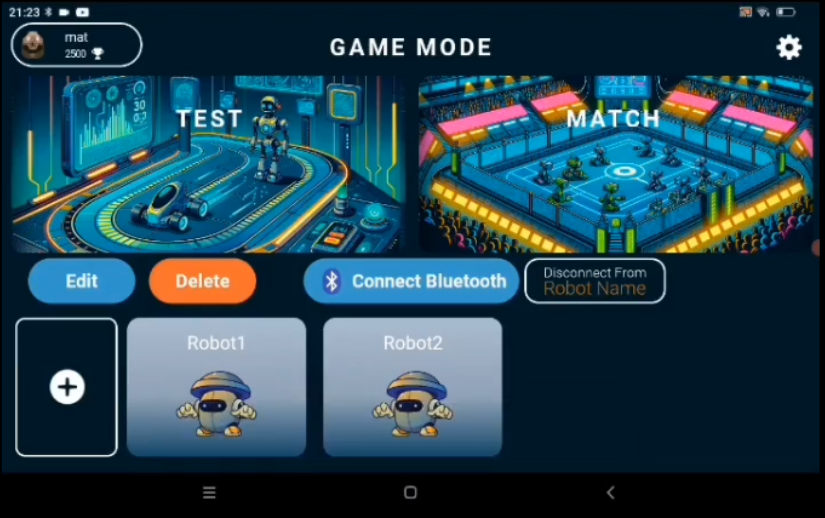 21:23
mat
2500
GAME MODE
TEST
MATCH
Edit
Delete
Connect Bluetooth
Disconnect From
Robot Name
Robot1
Robot2